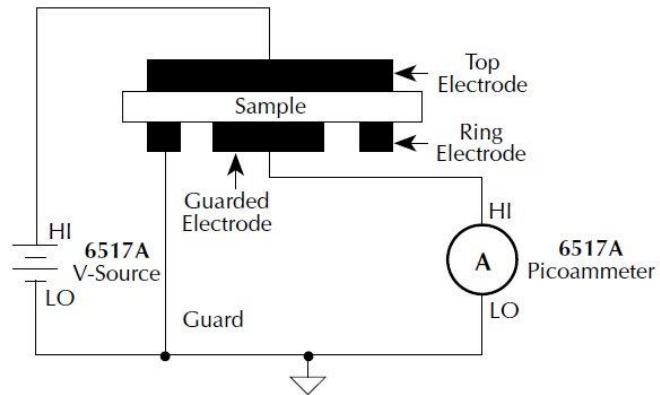 Top
Electrode
Sample
Ring
Electrode
Guarded
Electrode
HI
6517A
V-Source
LO
Guard
HI
A
6517A
Picoammeter
LO